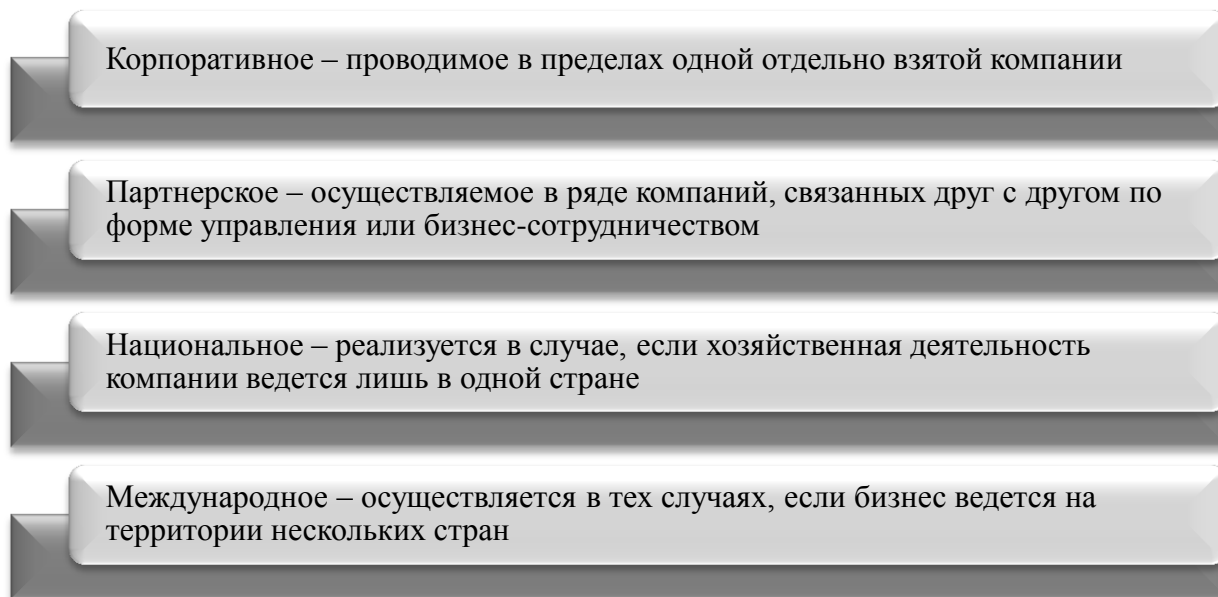 Корпоративное – проводимое в пределах одной отдельно взятой компании
Партнерское – осуществляемое в ряде компаний, связанных друг с другом по
форме управления или бизнес-сотрудничеством
Национальное – реализуется в случае, если хозяйственная деятельность
компании ведется лишь в одной стране
Международное – осуществляется в тех случаях, если бизнес ведется на
территории нескольких стран